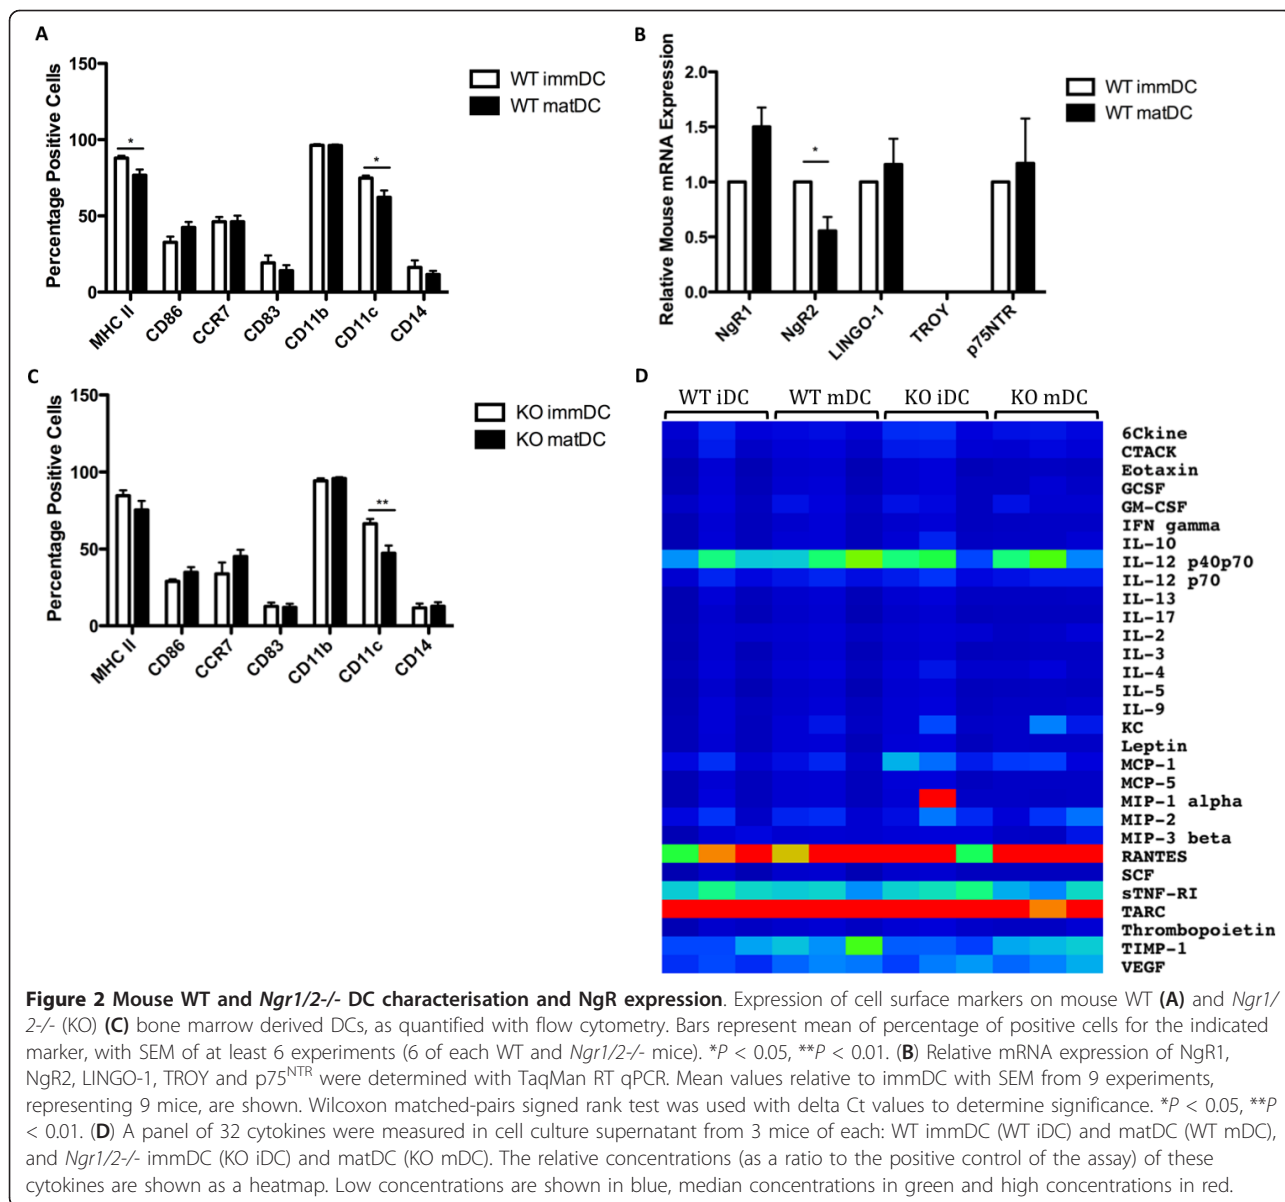 A
150
100
50
0
Percentage Positive Cells
*
*
WT immDC
WT matDC
MHC II
CD86
CCR7
CD83
CD11b
CD11c
CD14
B
2.0
1.5
1.0
0.5
0.0
Relative Mouse mRNA Expression
*
WT immDC
WT matDC
NgR1
NgR2
LINGO-1
TROY
p75NTR
C
150
100
50
0
Percentage Positive Cells
**
KO immDC
KO matDC
MHC II
CD86
CCR7
CD83
CD11b
CD11c
CD14
D
WT iDC
WT mDC
KO iDC
KO mDC
6Ckine
CTACK
Eotaxin
GCSF
GM-CSF
IFN gamma
IL-10
IL-12 p40p70
IL-12 p70
IL-13
IL-17
IL-2
IL-3
IL-4
IL-5
IL-9
KC
Leptin
MCP-1
MCP-5
MIP-1 alpha
MIP-2
MIP-3 beta
RANTES
SCF
sTNF-RI
TARC
Thrombopoietin
TIMP-1
VEGF
Figure 2 Mouse WT and Ngr1/2-/- DC characterisation and NgR expression. Expression of cell surface markers on mouse WT (A) and Ngr1/
2-/- (KO) (C) bone marrow derived DCs, as quantified with flow cytometry. Bars represent mean of percentage of positive cells for the indicated
marker, with SEM of at least 6 experiments (6 of each WT and Ngr1/2-/- mice). *P < 0.05, **P < 0.01. (B) Relative mRNA expression of NgR1,
NgR2, LINGO-1, TROY and p75NTR were determined with TaqMan RT qPCR. Mean values relative to immDC with SEM from 9 experiments,
representing 9 mice, are shown. Wilcoxon matched-pairs signed rank test was used with delta Ct values to determine significance. *P < 0.05, **P
< 0.01. (D) A panel of 32 cytokines were measured in cell culture supernatant from 3 mice of each: WT immDC (WT iDC) and matDC (WT mDC),
and Ngr1/2-/- immDC (KO iDC) and matDC (KO mDC). The relative concentrations (as a ratio to the positive control of the assay) of these
cytokines are shown as a heatmap. Low concentrations are shown in blue, median concentrations in green and high concentrations in red.